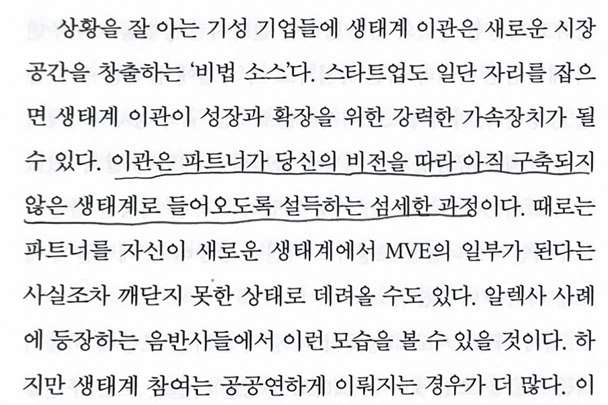 상황을 잘 아는 기성 기업들에 생태계 이관은 새로운 시장
공간을 창출하는 ‘비법 소스’다. 스타트업도 일단 자리를 잡으
면 생태계 이관이 성장과 확장을 위한 강력한 가속장치가 될
수 있다. 이관은 파트너가 당신의 비전을 따라 아직 구축되지
않은 생태계로 들어오도록 설득하는 섬세한 과정이다. 때로는
파트너를 자신이 새로운 생태계에서 MVE의 일부가 된다는
사실조차 깨닫지 못한 상태로 데려올 수도 있다. 알렉사 사례
에 등장하는 음반사들에서 이런 모습을 볼 수 있을 것이다. 하
지만 생태계 참여는 공공연하게 이뤄지는 경우가 더 많다. 이